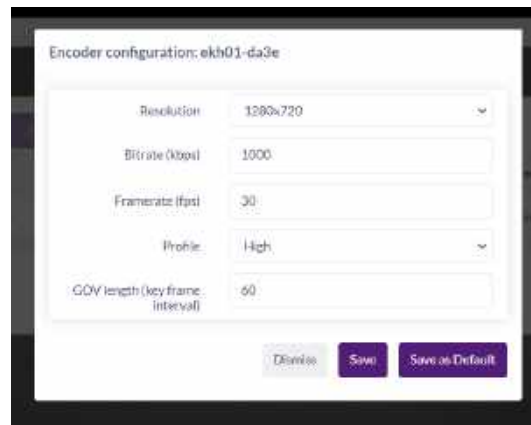 Encoder configuration: ekh01-da3e
Resolution 1280x720
Bitrate (kbps) 1000
Framerate (fps) 30
Profile High
GOV length (key frame
interval) 60
Dismiss Save Save as Default